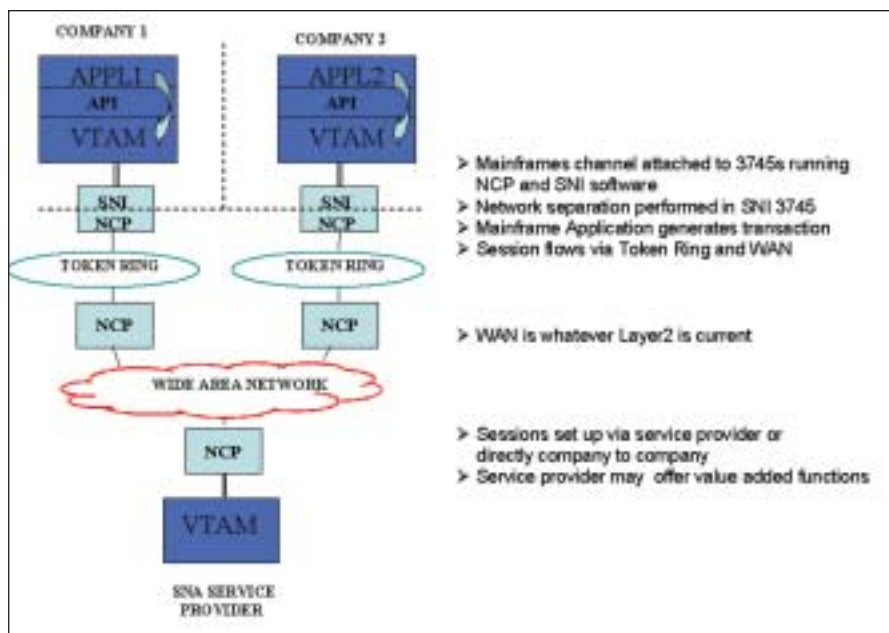 COMPANY 1
COMPANY 2
APPL1
API
VTAM
APPL2
API
VTAM
SNI
NCP
SNI
NCP
TOKEN RING
TOKEN RING
NCP
NCP
WIDE AREA NETWORK
NCP
VTAM
SNA SERVICE
PROVIDER
➤ Mainframes channel attached to 3745s running
NCP and SNI software
➤ Network separation performed in SNI 3745
➤ Mainframe Application generates transaction
➤ Session flows via Token Ring and WAN
➤ WAN is whatever Layer2 is current
➤ Sessions set up via service provider or
directly company to company
➤ Service provider may offer value added functions